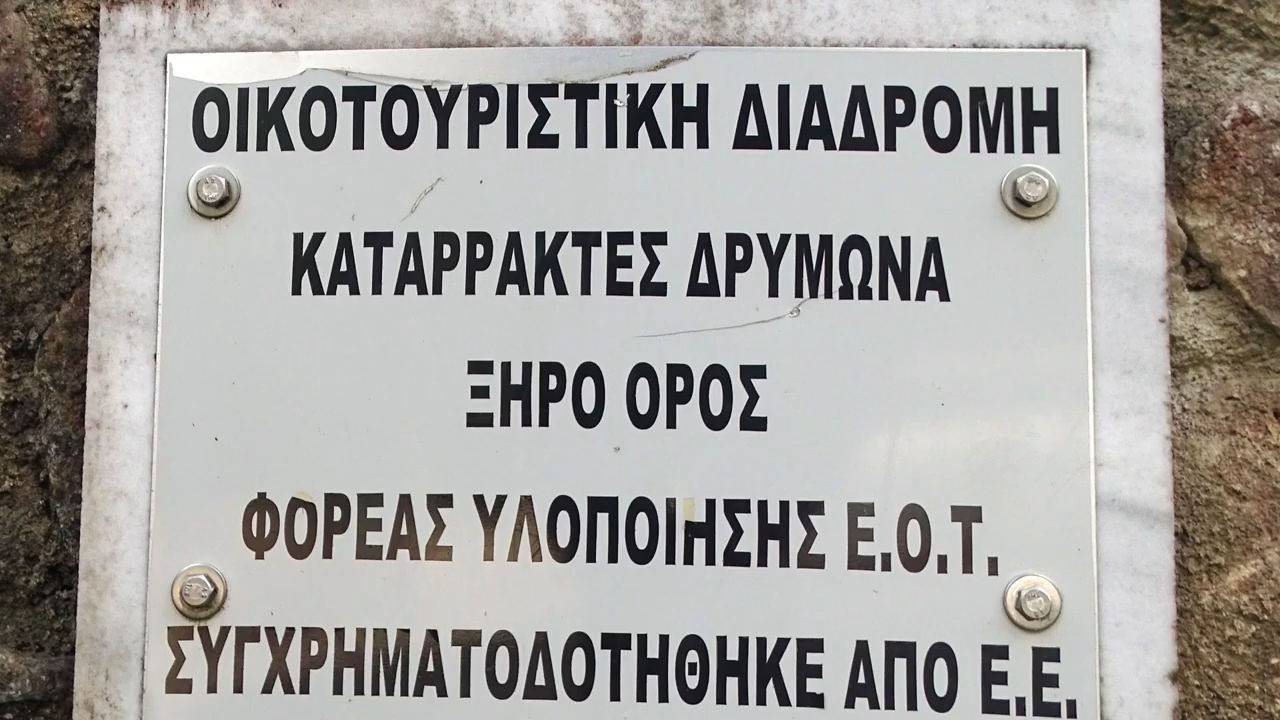 ΟΙΚΟΤΟΥΡΙΣΤΙΚΗ ΔΙΑΔΡΟΜΗ
ΚΑΤΑΡΡΑΚΤΕΣ ΔΡΥΜΩΝΑ
ΞΗΡΟ ΟΡΟΣ
ΦΟΡΕΑΣ ΥΛΟΠΟΙΗΣΗΣ Ε.Ο.Τ.
ΣΥΓΧΡΗΜΑΤΟΔΟΤΗΘΗΚΕ ΑΠΟ Ε.Ε.